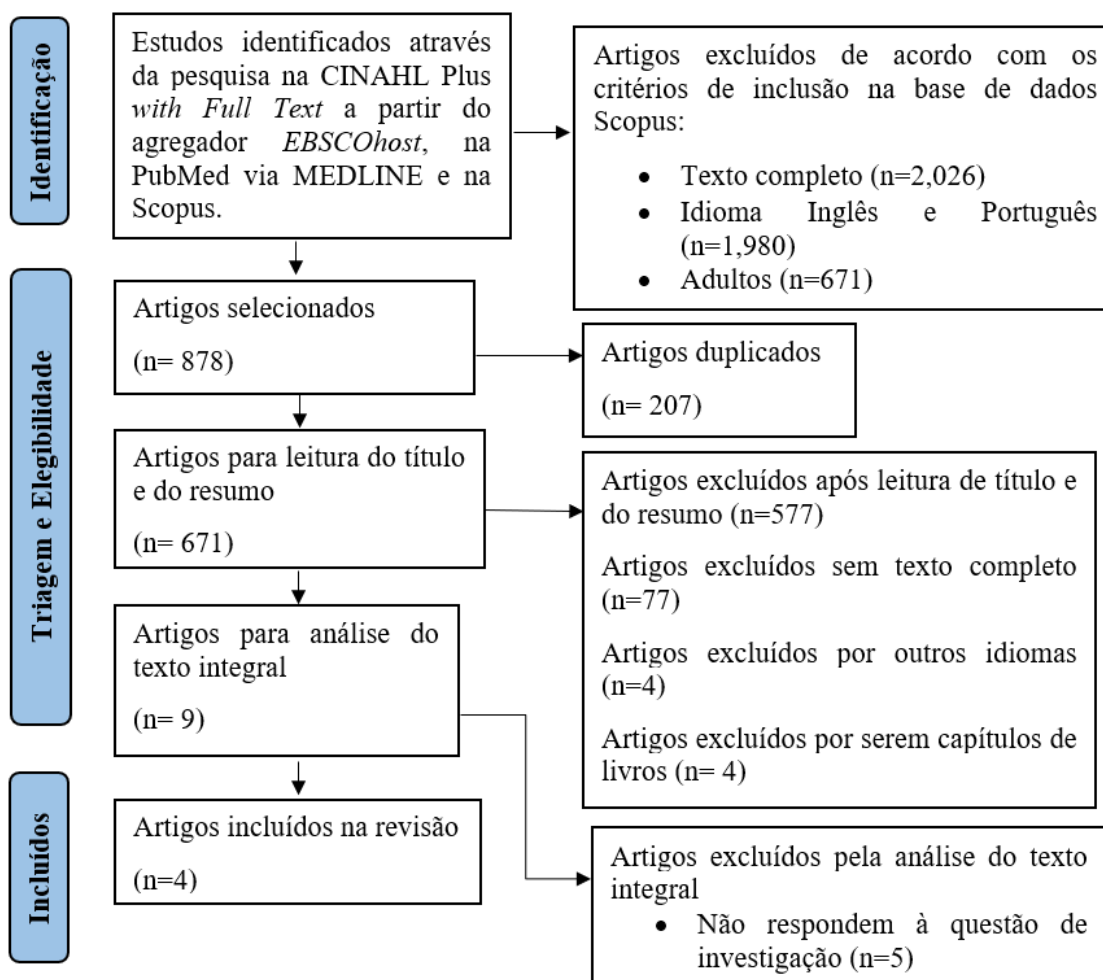 Identificação
Estudos identificados através
da pesquisa na CINAHL Plus
with Full Text a partir do
agregador EBSCOhost, na
PubMed via MEDLINE e na
Scopus.
Artigos excluídos de acordo com os
critérios de inclusão na base de dados
Scopus:
• Texto completo (n=2,026)
• Idioma Inglês e Português
(n=1,980)
• Adultos (n=671)
Triagem e Elegibilidade
Artigos selecionados
(n= 878)
Artigos duplicados
(n= 207)
Artigos para leitura do título
e do resumo
(n= 671)
Artigos excluídos após leitura de título e
do resumo (n=577)
Artigos excluídos sem texto completo
(n=77)
Artigos excluídos por outros idiomas
(n=4)
Artigos excluídos por serem capítulos de
livros (n= 4)
Artigos para análise do
texto integral
(n= 9)
Artigos excluídos pela análise do texto
integral
• Não respondem à questão de
investigação (n=5)
Incluídos
Artigos incluídos na revisão
(n=4)